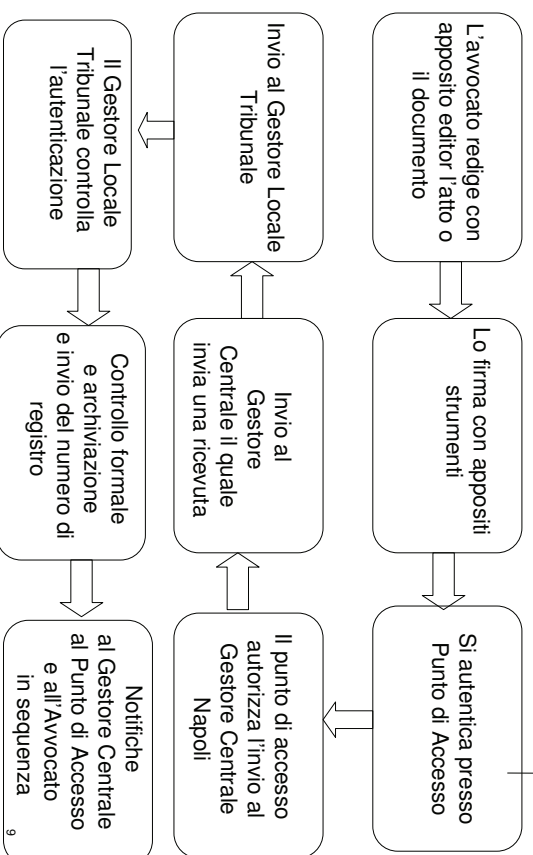 L'avvocato redige con
apposito editor l'atto o
il documento
Lo firma con appositi
strumenti
Si autentica presso
Punto di Accesso
Il punto di accesso
autorizza l'invio al
Gestore Centrale
Napoli
Invio al
Gestore
Centrale il quale
invia una ricevuta
Invio al Gestore Locale
Tribunale
Il Gestore Locale
Tribunale controlla
l'autenticazione
Controllo formale
e archiviazione
e invio del numero di
registro
Notifiche
al Gestore Centrale
al Punto di Accesso
e all'Avvocato
in sequenza
9